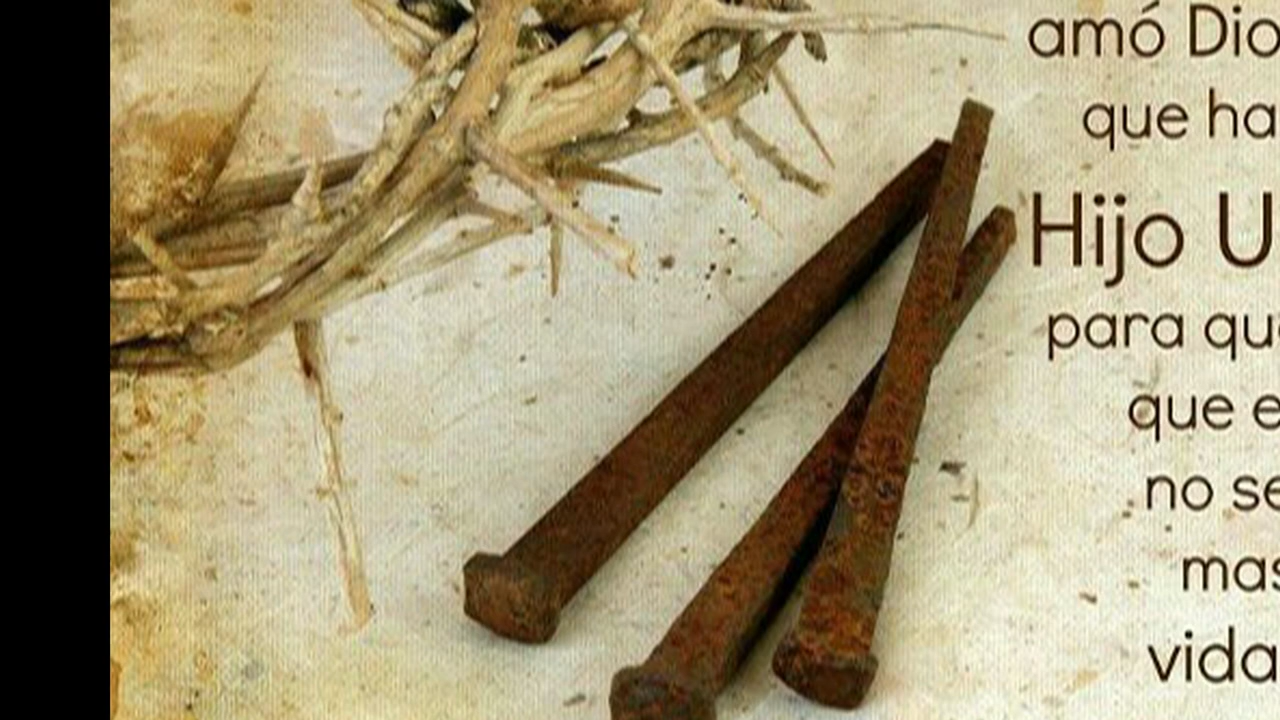 amó Dio
que ha
Hijo U
para qu
que e
no se
mas
vida